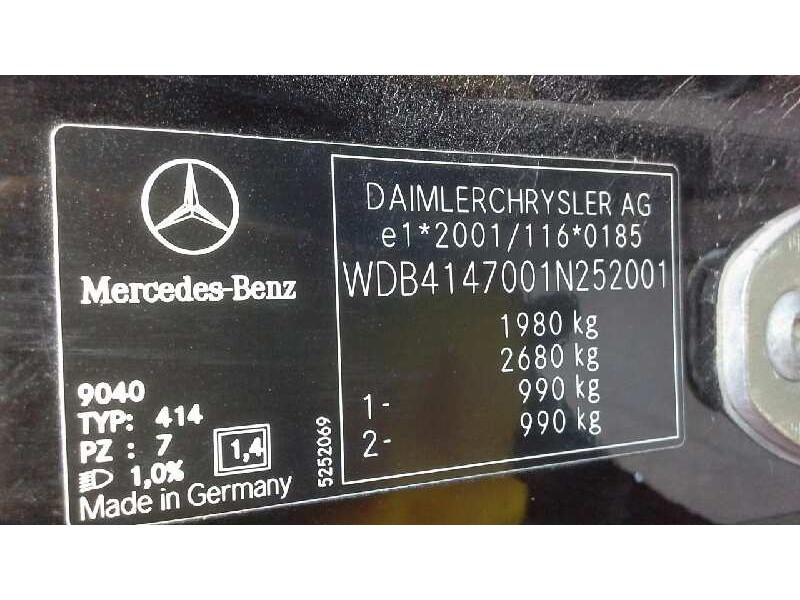 Mercedes-Benz
9040
TYP: 414
PZ : 7
1,4
1,0%
Made in Germany
5252069
DAIMLERCHRYSLER AG
e1*2001/116*0185
WDB4147001N252001
1980 kg
2680 kg
1- 990 kg
2- 990 kg